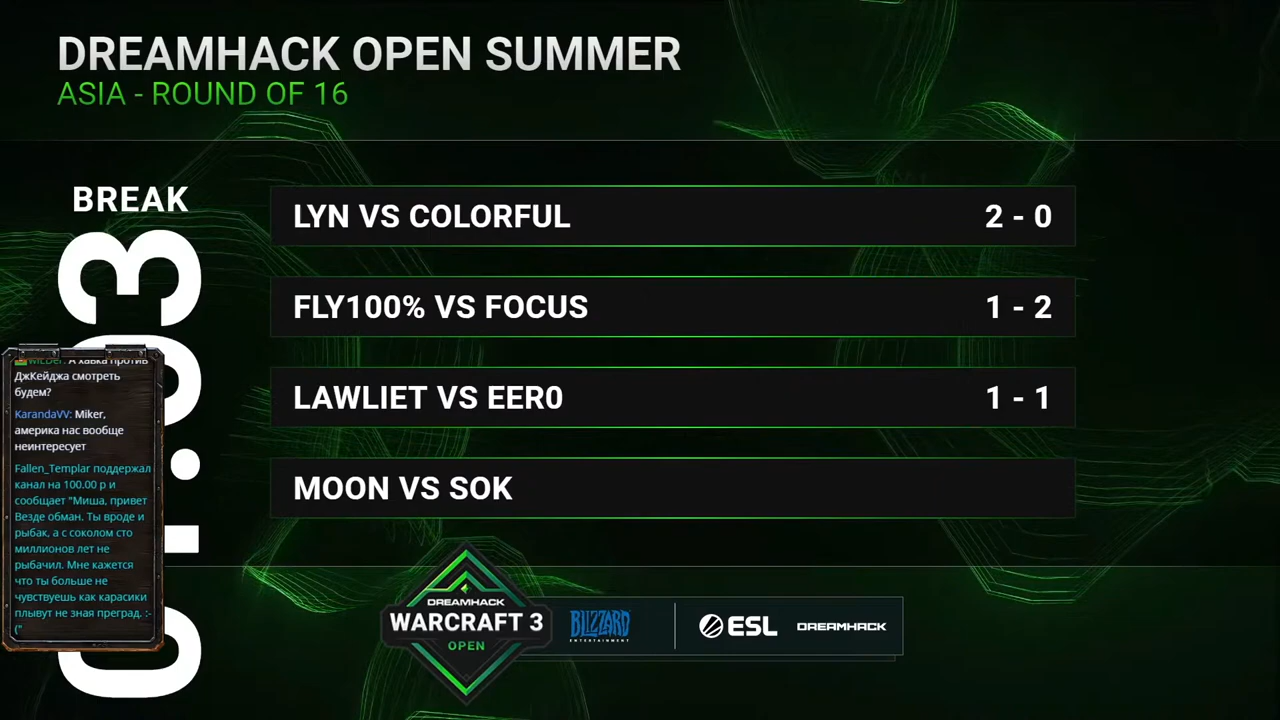 DREAMHACK OPEN SUMMER
ASIA - ROUND OF 16
BREAK
LYN VS COLORFUL 2 - 0
FLY100% VS FOCUS 1 - 2
LAWLIET VS EER0 1 - 1
MOON VS SOK
А хавка против
ДжКейджа смотреть
будем?
KarandaVV: Miker,
америка нас вообще
неинтересует
Fallen_Templar поддержал
канал на 100.00 р и
сообщает "Миша, привет
Везде обман. Ты вроде и
рыбак, а с соколом сто
миллионов лет не
рыбачил. Мне кажется
что ты больше не
чувствуешь как карасики
плывут не зная преград. :-
("
DREAMHACK
WARCRAFT 3
OPEN
BLIZZARD
ENTERTAINMENT
ESL
DREAMHACK